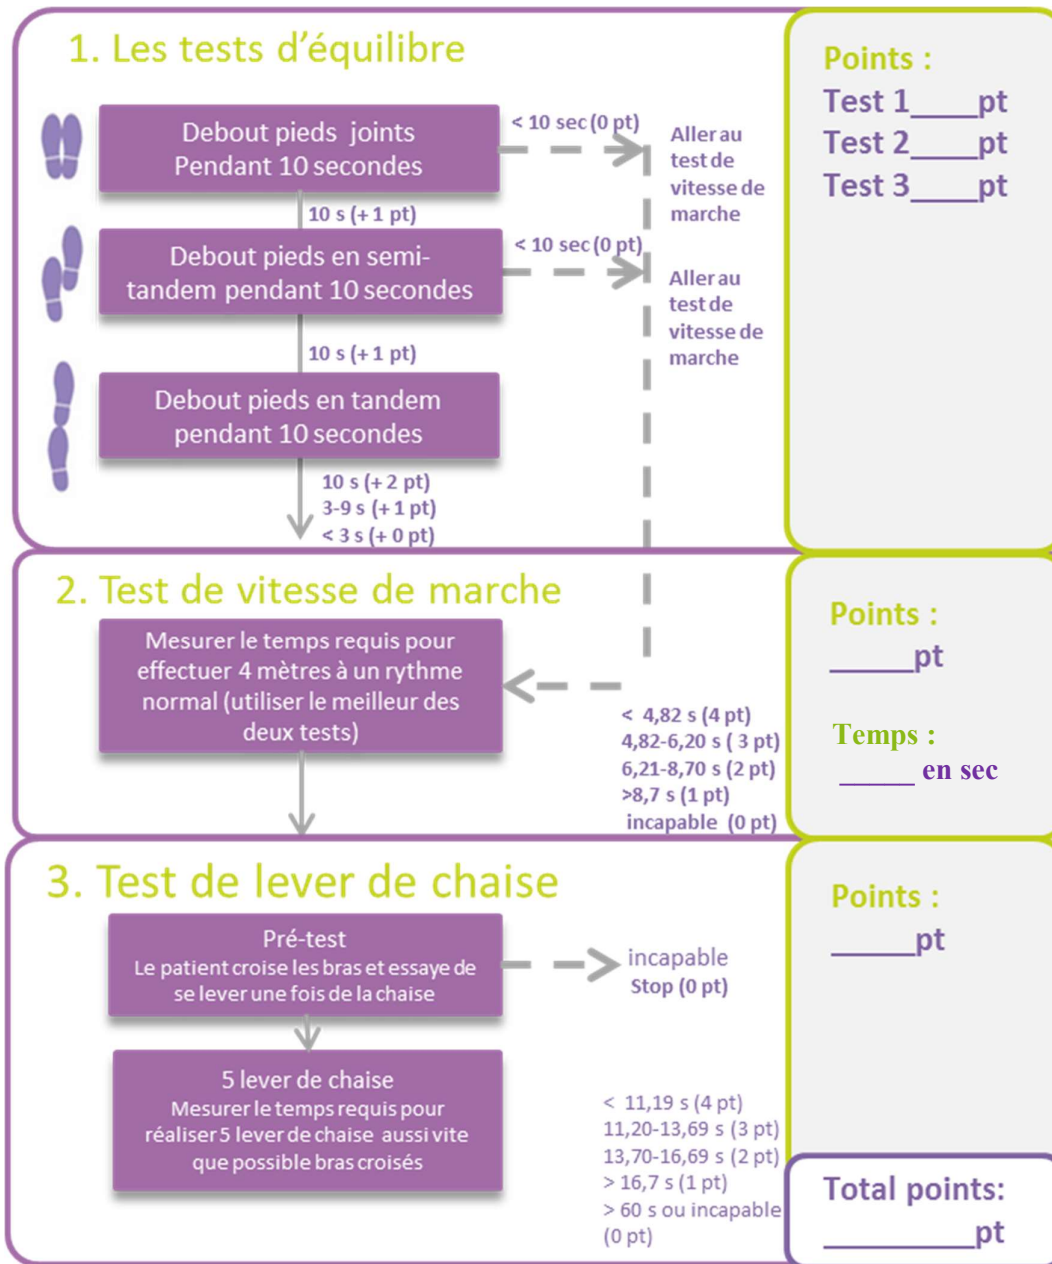 1. Les tests d'équilibre
Debout pieds joints
Pendant 10 secondes
< 10 sec (0 pt)
Aller au
test de
vitesse de
marche
10 s (+ 1 pt)
Debout pieds en semi-
tandem pendant 10 secondes
< 10 sec (0 pt)
Aller au
test de
vitesse de
marche
10 s (+ 1 pt)
Debout pieds en tandem
pendant 10 secondes
10 s (+ 2 pt)
3-9 s (+ 1 pt)
< 3 s (+ 0 pt)
Points :
Test 1____pt
Test 2____pt
Test 3____pt
2. Test de vitesse de marche
Mesurer le temps requis pour
effectuer 4 mètres à un rythme
normal (utiliser le meilleur des
deux tests)
< 4,82 s (4 pt)
4,82-6,20 s ( 3 pt)
6,21-8,70 s (2 pt)
>8,7 s (1 pt)
incapable (0 pt)
Points :
_____pt
Temps :
_____ en sec
3. Test de lever de chaise
Pré-test
Le patient croise les bras et essaye de
se lever une fois de la chaise
incapable
Stop (0 pt)
5 lever de chaise
Mesurer le temps requis pour
réaliser 5 lever de chaise aussi vite
que possible bras croisés
< 11,19 s (4 pt)
11,20-13,69 s (3 pt)
13,70-16,69 s (2 pt)
> 16,7 s (1 pt)
> 60 s ou incapable
(0 pt)
Points :
_____pt
Total points:
_________pt